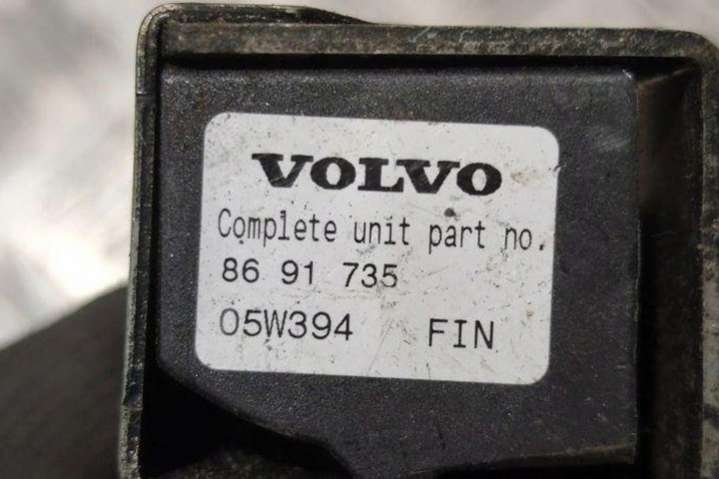 VOLVO
Complete unit part no.
86 91 735
05W394 FIN